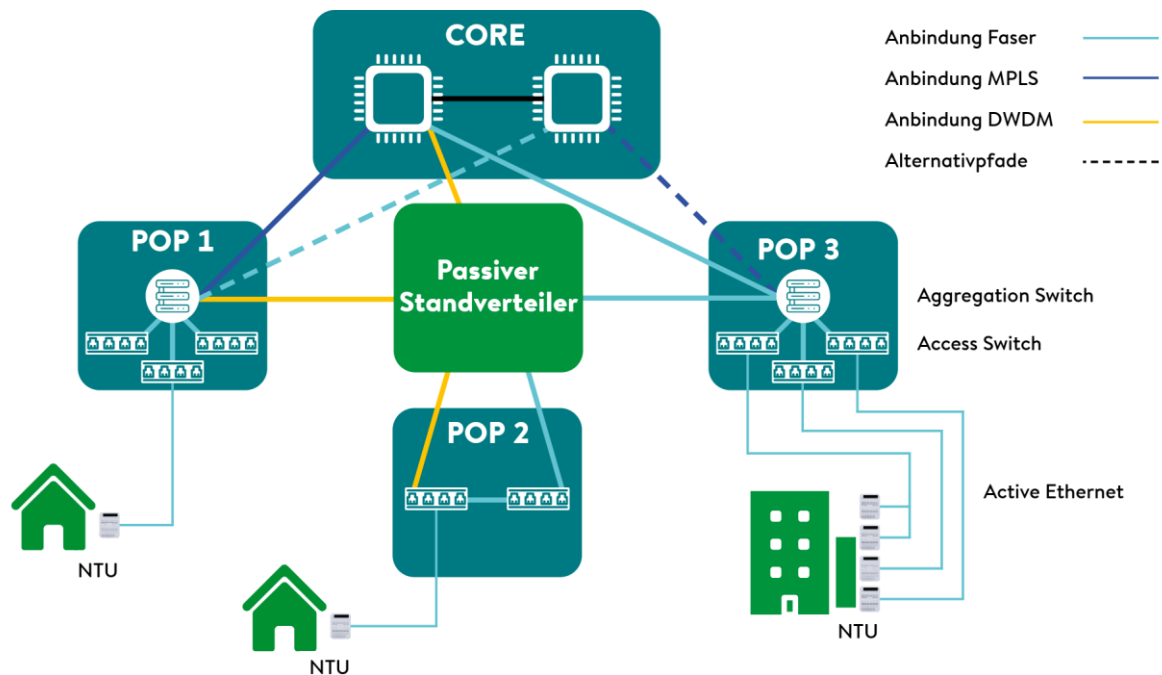 CORE
Anbindung Faser
Anbindung MPLS
Anbindung DWDM
Alternativpfade
POP 1
Passiver
Standverteiler
POP 3
Aggregation Switch
Access Switch
POP 2
Active Ethernet
NTU
NTU
NTU